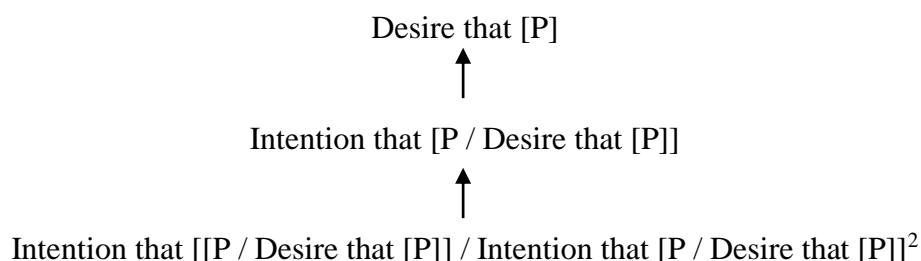 Desire that [P]
Intention that [P / Desire that [P]]
Intention that [[P / Desire that [P]] / Intention that [P / Desire that [P]]²